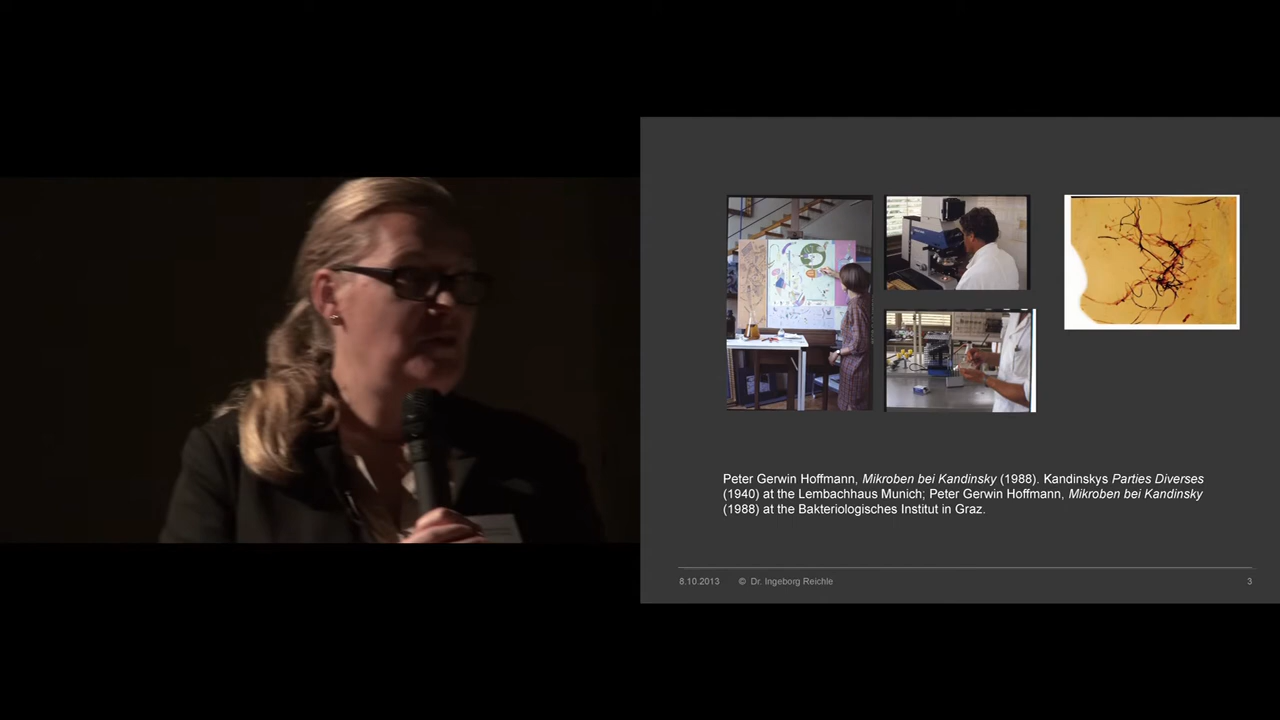 Peter Gerwin Hoffmann, Mikroben bei Kandinsky (1988). Kandinskys Parties Diverses
(1940) at the Lembachhaus Munich; Peter Gerwin Hoffmann, Mikroben bei Kandinsky
(1988) at the Bakteriologisches Institut in Graz.
8.10.2013 © Dr. Ingeborg Reichle 3